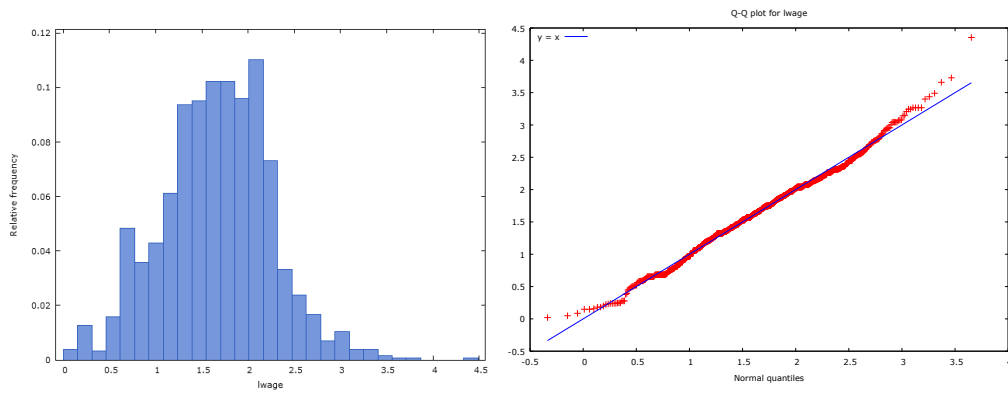 0.12
0.1
0.08
0.06
0.04
0.02
0
Relative frequency
0 0.5 1 1.5 2 2.5 3 3.5 4 4.5
lwage
Q-Q plot for lwage
y = x
4.5
4
3.5
3
2.5
2
1.5
1
0.5
0
-0.5
-0.5 0 0.5 1 1.5 2 2.5 3 3.5 4
Normal quantiles